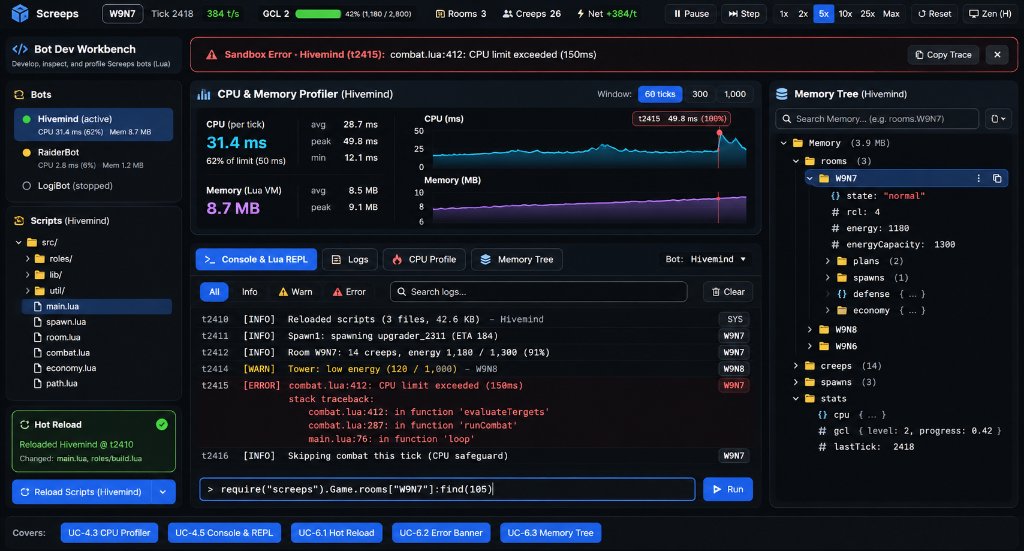 Screeps W9N7 Tick 2418 384 t/s GCL 2 42% (1,180 / 2,800) Rooms 3 Creeps 26 Net +384/t Pause Step 1x 2x 5x 10x 25x Max Reset Zen (H)
</> Bot Dev Workbench
Develop, inspect, and profile Screeps bots (Lua)
Sandbox Error · Hivemind (t2415): combat.lua:412: CPU limit exceeded (150ms) Copy Trace ✕
Bots
Hivemind (active)
CPU 31.4 ms (62%) Mem 8.7 MB
RaiderBot
CPU 2.8 ms (6%) Mem 1.2 MB
LogiBot (stopped)
Scripts (Hivemind)
src/
roles/
lib/
util/
main.lua
spawn.lua
room.lua
combat.lua
economy.lua
path.lua
Hot Reload
Reloaded Hivemind @ t2410
Changed: main.lua, roles/build.lua
Reload Scripts (Hivemind)
CPU & Memory Profiler (Hivemind) Window: 60 ticks 300 1,000
CPU (per tick)
31.4 ms
62% of limit (50 ms)
avg 28.7 ms
peak 49.8 ms
min 12.1 ms
CPU (ms)
t2415 49.8 ms (100%)
50
25
0
Memory (Lua VM)
8.7 MB
avg 8.5 MB
peak 9.1 MB
Memory (MB)
10
8
6
>_ Console & Lua REPL Logs CPU Profile Memory Tree Bot: Hivemind
All Info Warn Error Search logs... Clear
t2410 [INFO] Reloaded scripts (3 files, 42.6 KB) – Hivemind SYS
t2411 [INFO] Spawn1: spawning upgrader_2311 (ETA 184) W9N7
t2412 [INFO] Room W9N7: 14 creeps, energy 1,180 / 1,300 (91%) W9N7
t2414 [WARN] Tower: low energy (120 / 1,000) – W9N8 W9N8
t2415 [ERROR] combat.lua:412: CPU limit exceeded (150ms) W9N7
stack traceback:
combat.lua:412: in function 'evaluateTergets'
combat.lua:287: in function 'runCombat'
main.lua:76: in function 'loop'
t2416 [INFO] Skipping combat this tick (CPU safeguard) W9N7
> require("screeps").Game.rooms["W9N7"]:find(105) Run
Memory Tree (Hivemind)
Search Memory... (e.g. rooms.W9N7)
Memory (3.9 MB)
rooms (3)
W9N7
{} state: "normal"
# rcl: 4
# energy: 1180
# energyCapacity: 1300
plans (2)
spawns (1)
{} defense { ... }
economy { ... }
W9N8
W9N6
creeps (14)
spawns (3)
stats
{} cpu { ... }
# gcl { level: 2, progress: 0.42 }
# lastTick: 2418
Covers: UC-4.3 CPU Profiler UC-4.5 Console & REPL UC-6.1 Hot Reload UC-6.2 Error Banner UC-6.3 Memory Tree